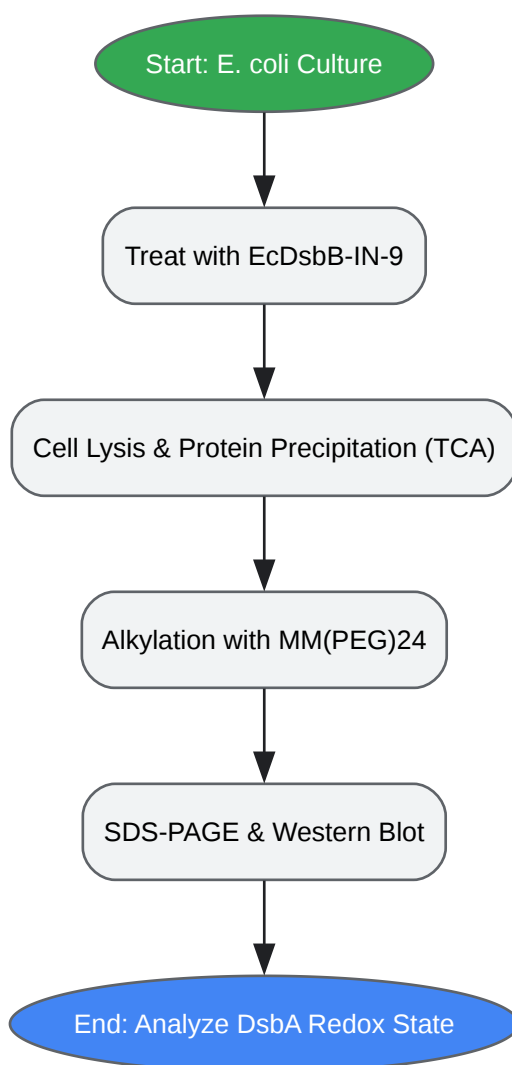 Start: E. coli Culture
Treat with EcDsbB-IN-9
Cell Lysis & Protein Precipitation (TCA)
Alkylation with MM(PEG)24
SDS-PAGE & Western Blot
End: Analyze DsbA Redox State